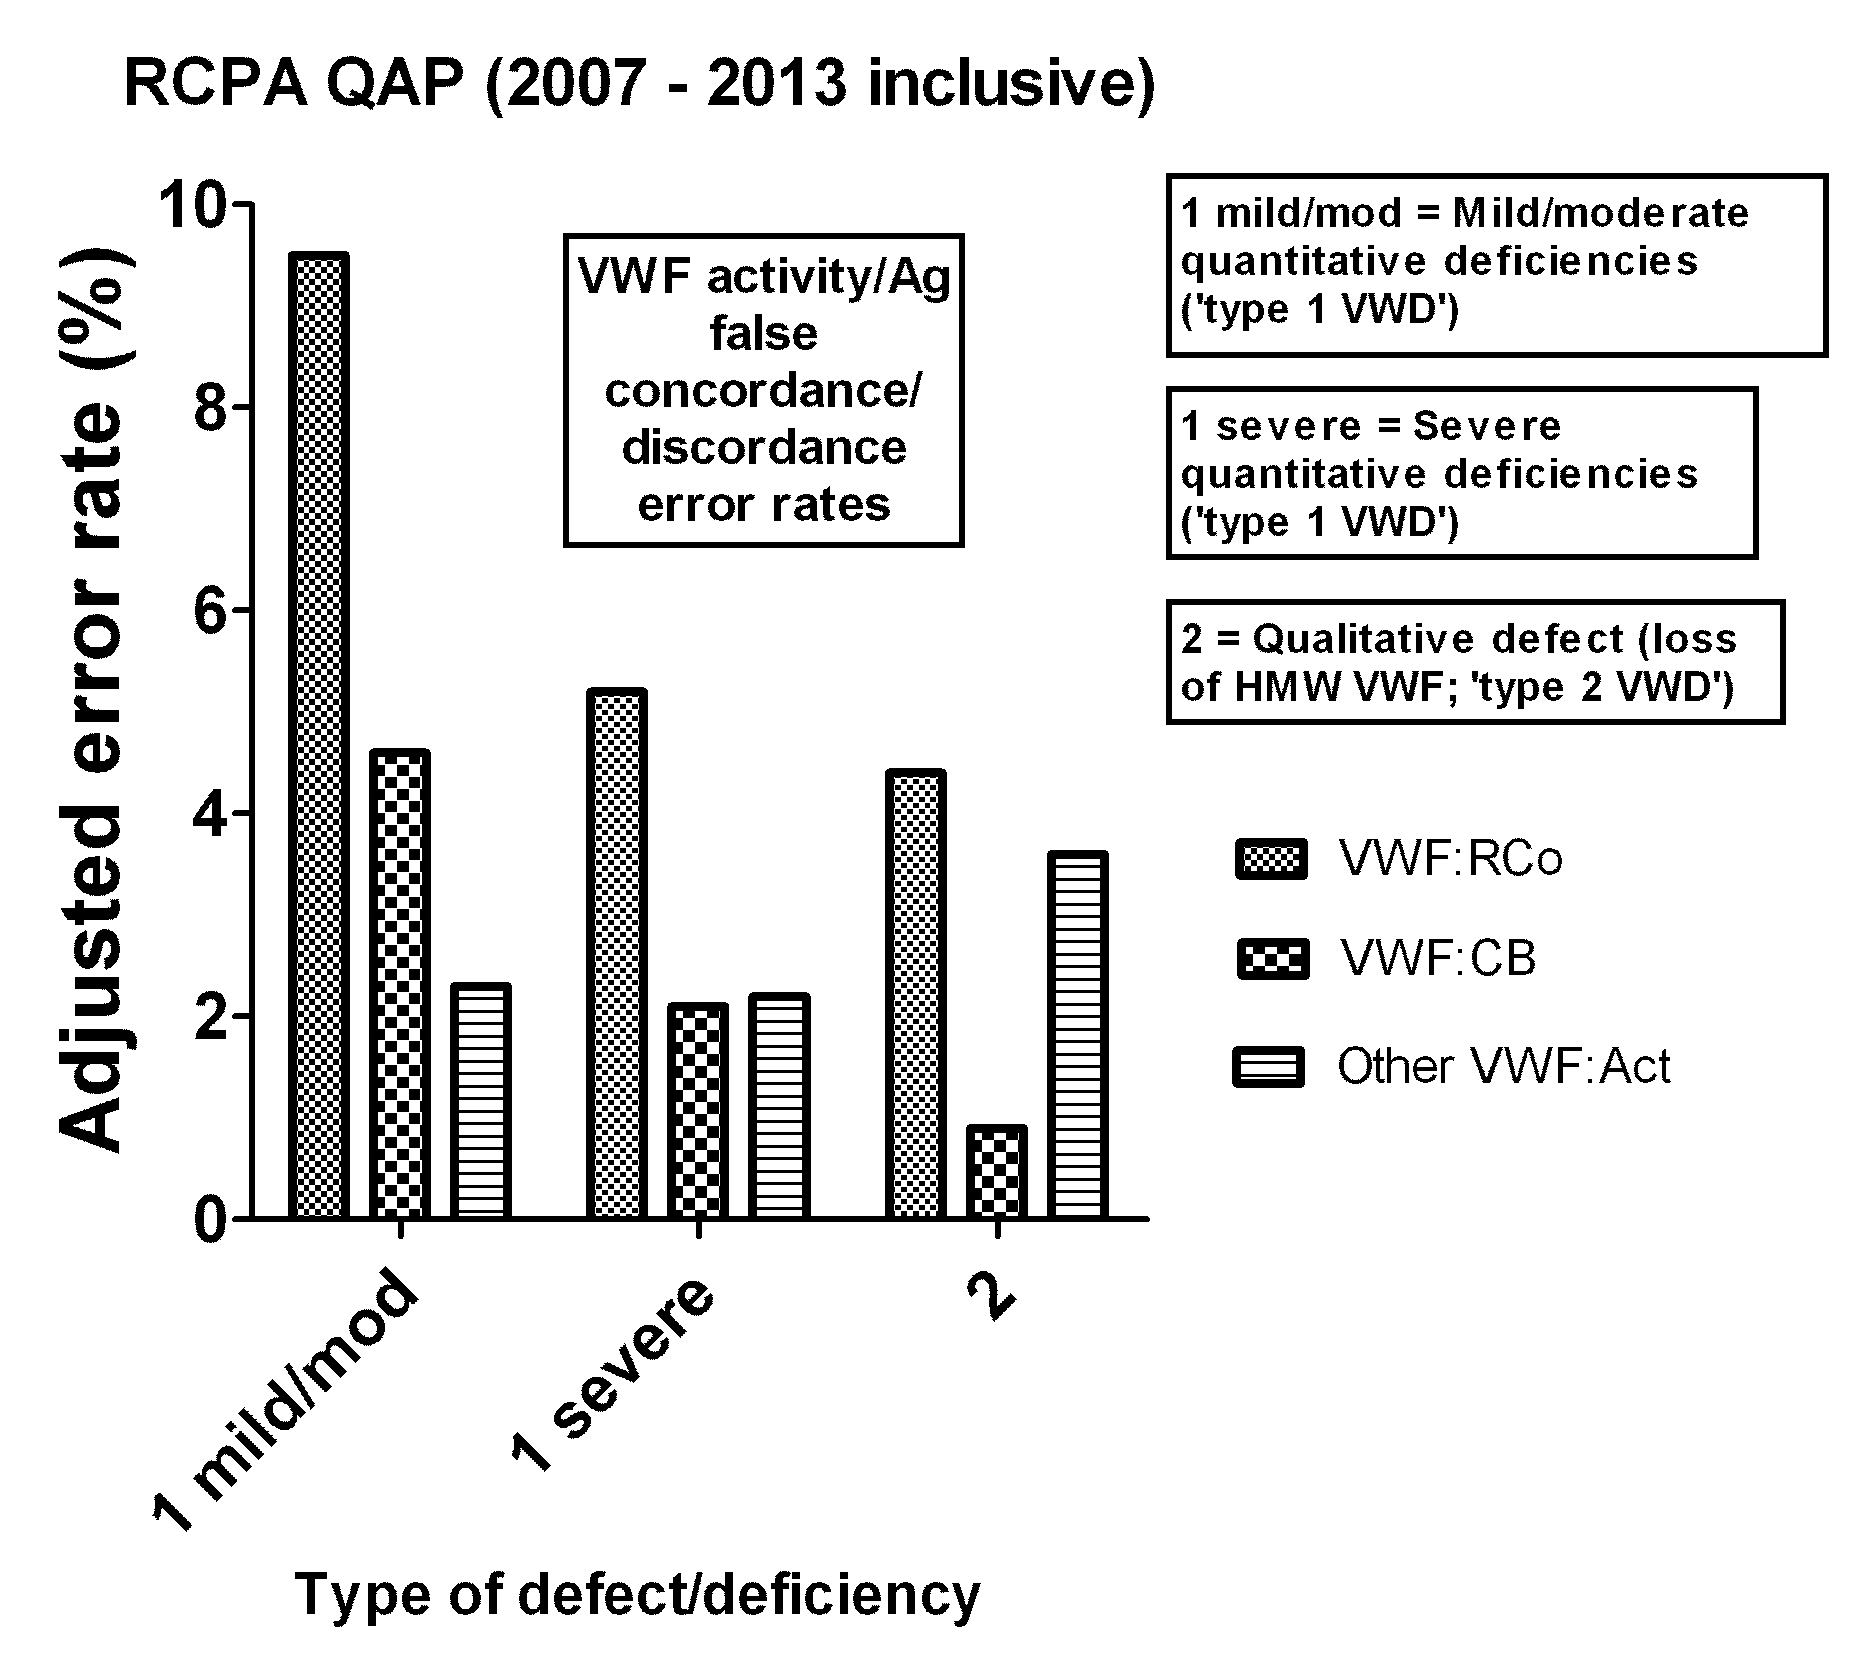 RCPA QAP (2007 - 2013 inclusive)
Adjusted error rate (%)
10
8
6
4
2
0
VWF activity/Ag
false
concordance/
discordance
error rates
1 mild/mod = Mild/moderate
quantitative deficiencies
('type 1 VWD')
1 severe = Severe
quantitative deficiencies
('type 1 VWD')
2 = Qualitative defect (loss
of HMW VWF; 'type 2 VWD')
VWF:RCo
VWF:CB
Other VWF:Act
1 mild/mod
1 severe
2
Type of defect/deficiency